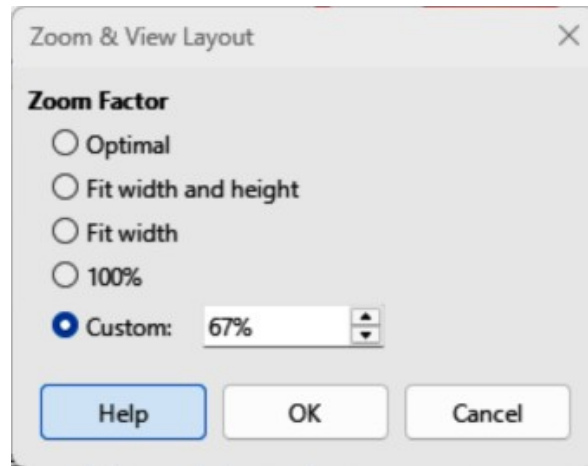 Zoom & View Layout
Zoom Factor
Optimal
Fit width and height
Fit width
100%
Custom: 67%
Help OK Cancel